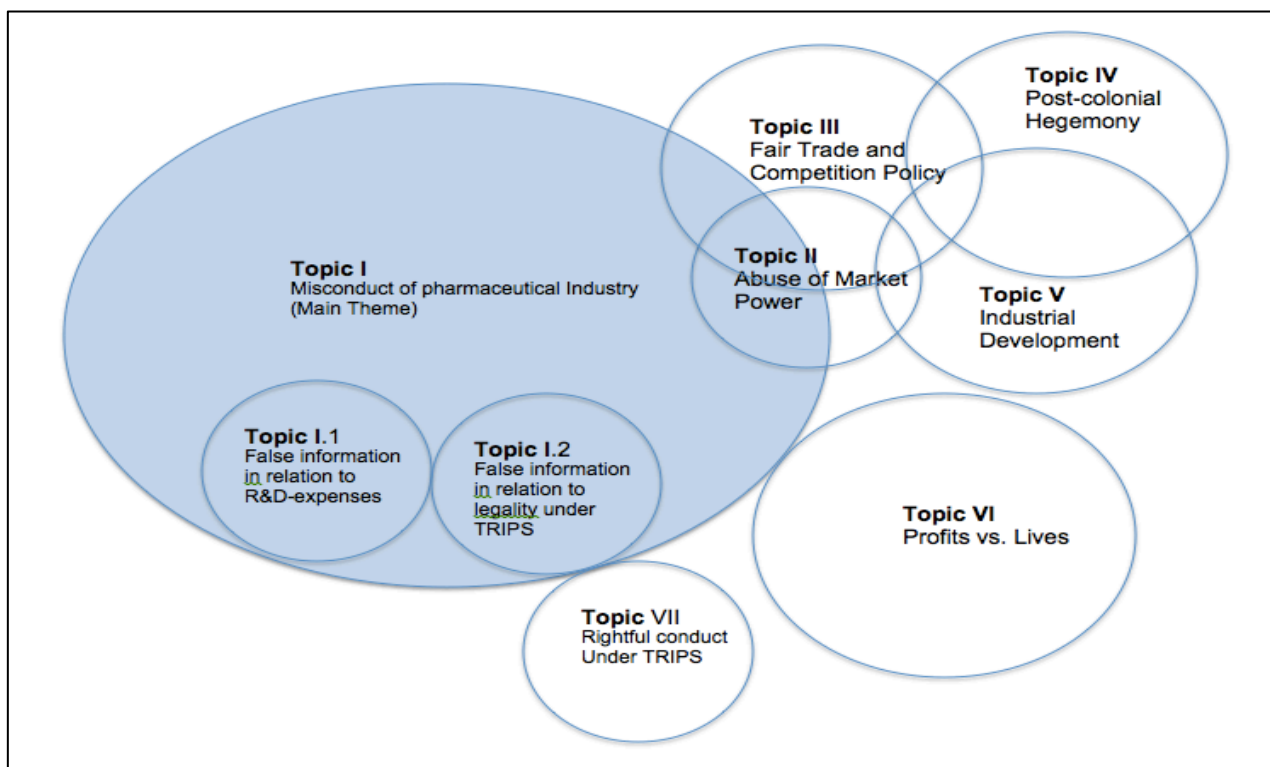 Topic IV
Post-colonial
Hegemony
Topic III
Fair Trade and
Competition Policy
Topic II
Abuse of Market
Power
Topic I
Misconduct of pharmaceutical Industry
(Main Theme)
Topic V
Industrial
Development
Topic I.1
False information
in relation to
R&D-expenses
Topic I.2
False information
in relation to
legality under
TRIPS
Topic VI
Profits vs. Lives
Topic VII
Rightful conduct
Under TRIPS